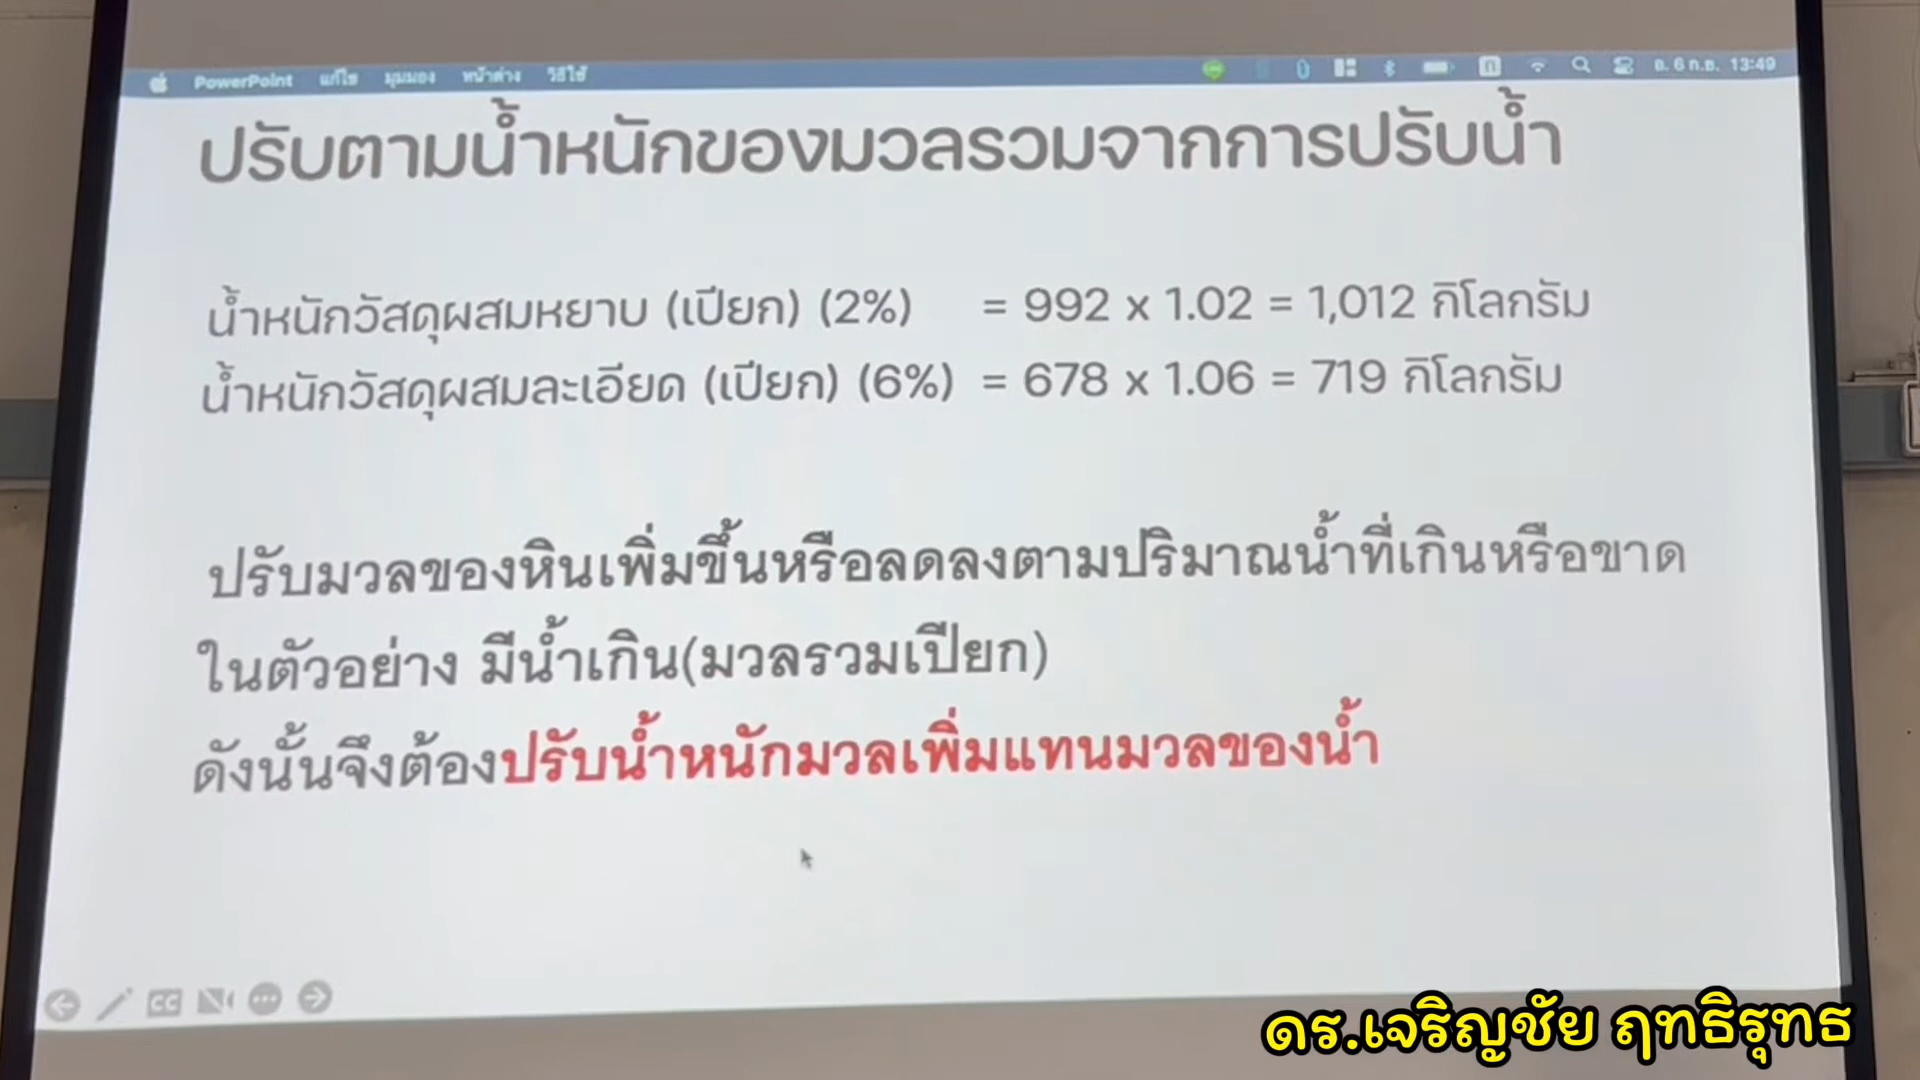 PowerPoint แก้ไข มุมมอง หน้าต่าง วิธีใช้ อ. 6 ก.ย. 13:49
ปรับตามน้ำหนักของมวลรวมจากการปรับน้ำ
น้ำหนักวัสดุผสมหยาบ (เปียก) (2%) = 992 x 1.02 = 1,012 กิโลกรัม
น้ำหนักวัสดุผสมละเอียด (เปียก) (6%) = 678 x 1.06 = 719 กิโลกรัม
ปรับมวลของหินเพิ่มขึ้นหรือลดลงตามปริมาณน้ำที่เกินหรือขาด
ในตัวอย่าง มีน้ำเกิน(มวลรวมเปียก)
ดังนั้นจึงต้องปรับน้ำหนักมวลเพิ่มแทนมวลของน้ำ
CC
ดร.เจริญชัย ฤทธิรุทธ